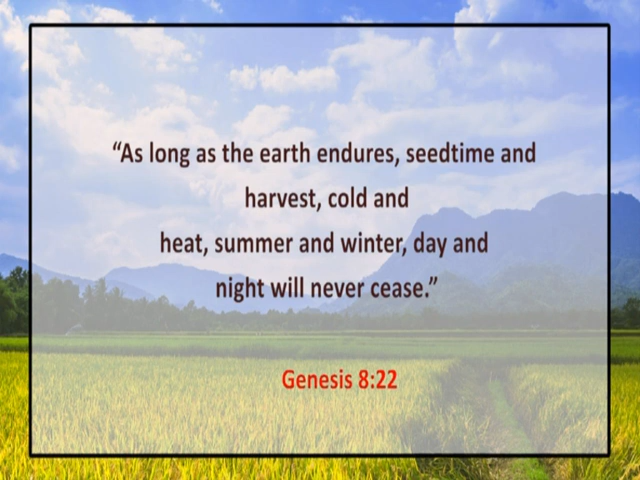 “As long as the earth endures, seedtime and
harvest, cold and
heat, summer and winter, day and
night will never cease.”
Genesis 8:22